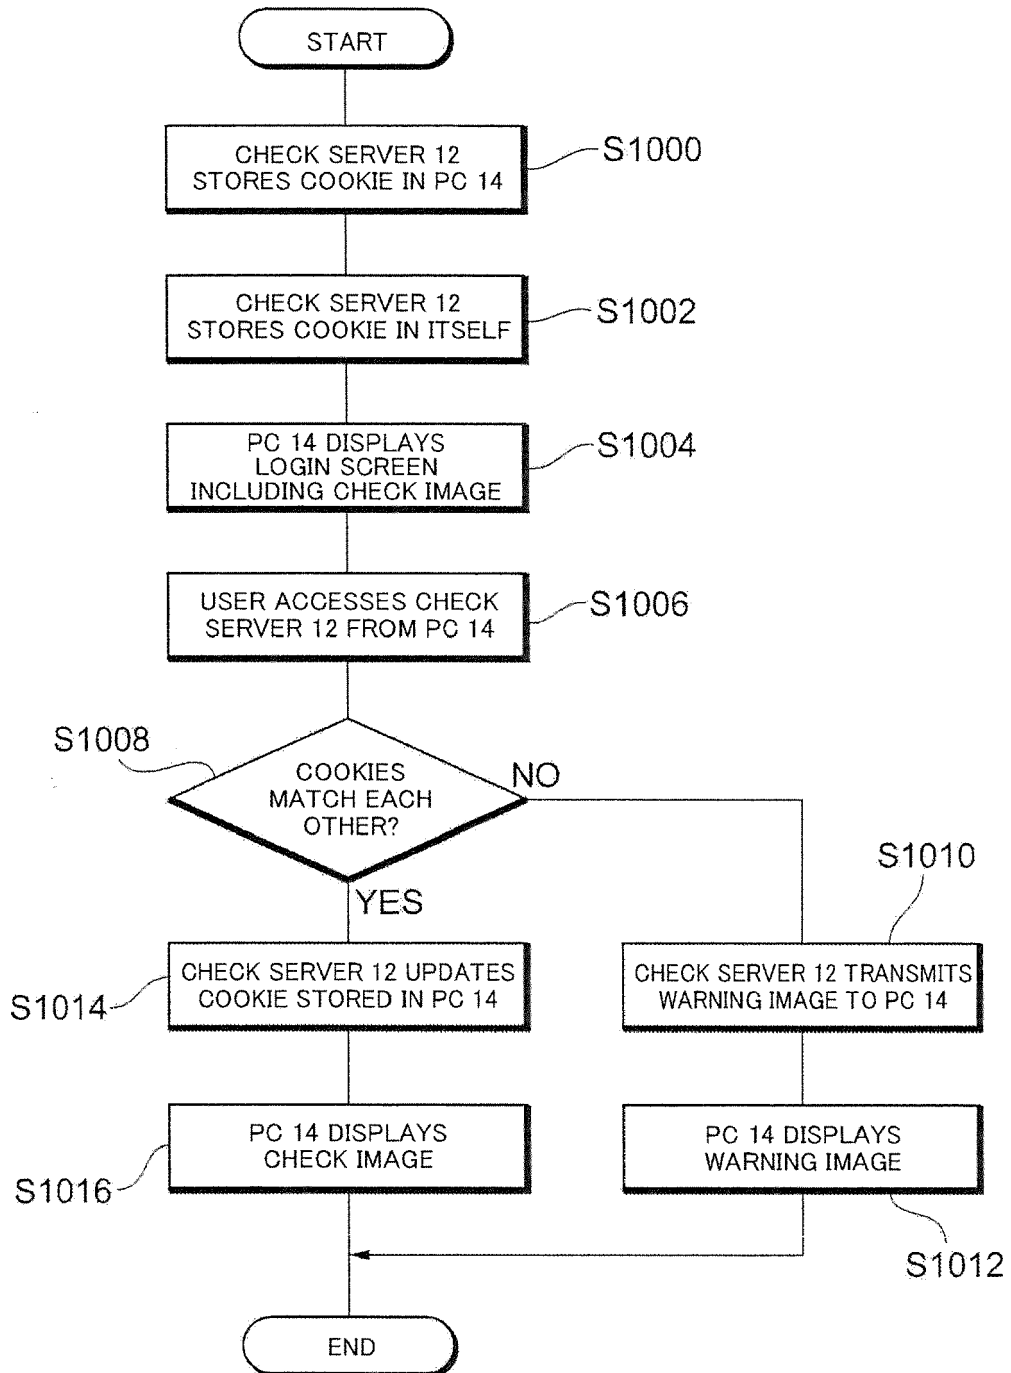 START
CHECK SERVER 12
STORES COOKIE IN PC 14
S1000
CHECK SERVER 12
STORES COOKIE IN ITSELF
S1002
PC 14 DISPLAYS
LOGIN SCREEN
INCLUDING CHECK IMAGE
S1004
USER ACCESSES CHECK
SERVER 12 FROM PC 14
S1006
S1008
COOKIES
MATCH EACH
OTHER?
NO
YES
S1010
CHECK SERVER 12 UPDATES
COOKIE STORED IN PC 14
S1014
CHECK SERVER 12 TRANSMITS
WARNING IMAGE TO PC 14
PC 14 DISPLAYS
CHECK IMAGE
S1016
PC 14 DISPLAYS
WARNING IMAGE
S1012
END